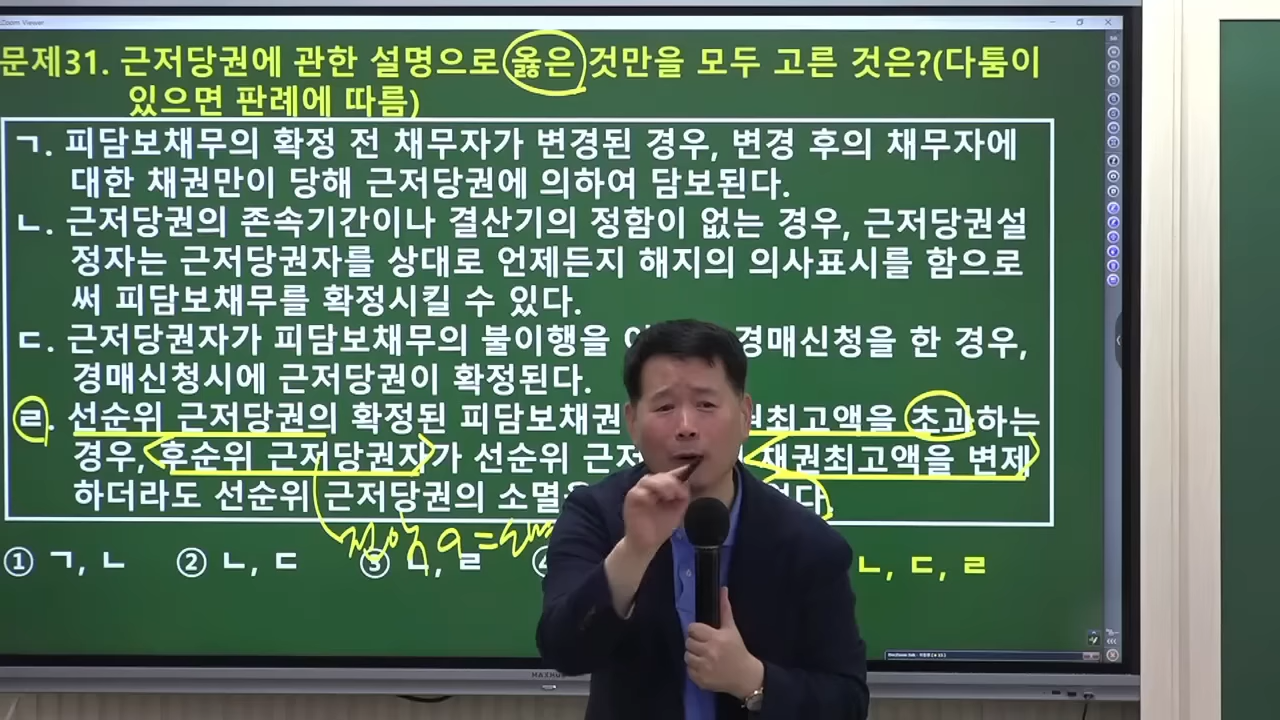 Zoom Viewer
문제31. 근저당권에 관한 설명으로 옳은 것만을 모두 고른 것은?(다툼이
있으면 판례에 따름)
ㄱ. 피담보채무의 확정 전 채무자가 변경된 경우, 변경 후의 채무자에
대한 채권만이 당해 근저당권에 의하여 담보된다.
ㄴ. 근저당권의 존속기간이나 결산기의 정함이 없는 경우, 근저당권설
정자는 근저당권자를 상대로 언제든지 해지의 의사표시를 함으로
써 피담보채무를 확정시킬 수 있다.
ㄷ. 근저당권자가 피담보채무의 불이행을 경매신청을 한 경우,
경매신청시에 근저당권이 확정된다.
ㄹ. 선순위 근저당권의 확정된 피담보채권 최고액을 초과하는
경우, 후순위 근저당권자가 선순위 채권최고액을 변제
하더라도 선순위 근저당권의 소멸
① ㄱ, ㄴ ② ㄴ, ㄷ ③ ㄹ ㄴ, ㄷ, ㄹ